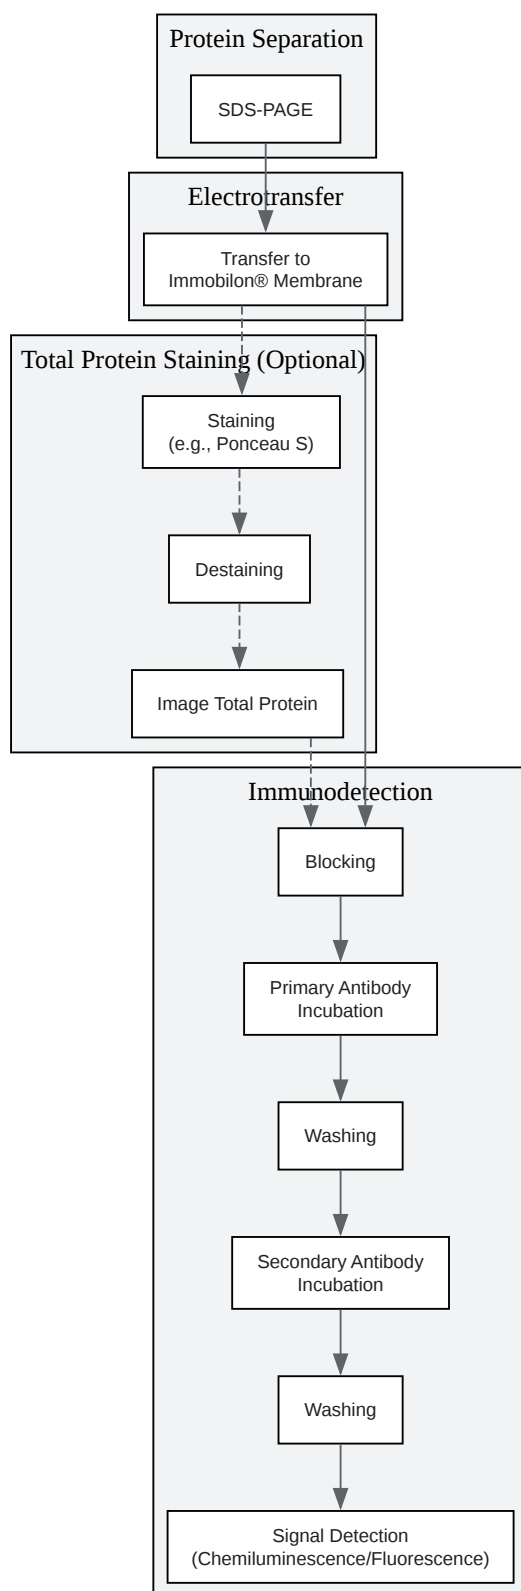 Protein Separation
SDS-PAGE
Electrotransfer
Transfer to
Immobilon® Membrane
Total Protein Staining (Optional)
Staining
(e.g., Ponceau S)
Destaining
Image Total Protein
Immunodetection
Blocking
Primary Antibody
Incubation
Washing
Secondary Antibody
Incubation
Washing
Signal Detection
(Chemiluminescence/Fluorescence)